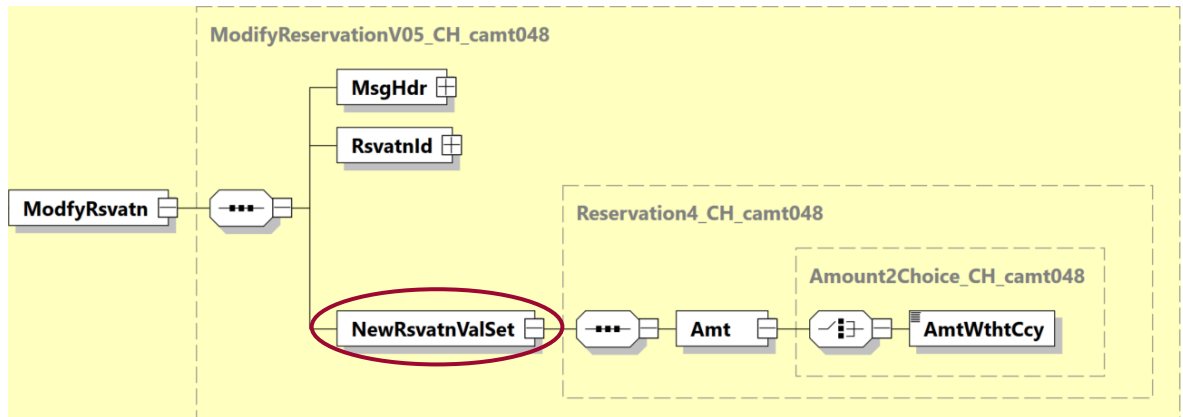 ModifyReservationV05_CH_camt048
MsgHdr
RsvatnId
ModfyRsvatn
Reservation4_CH_camt048
Amount2Choice_CH_camt048
NewRsvatnValSet
Amt
AmtWthtCcy